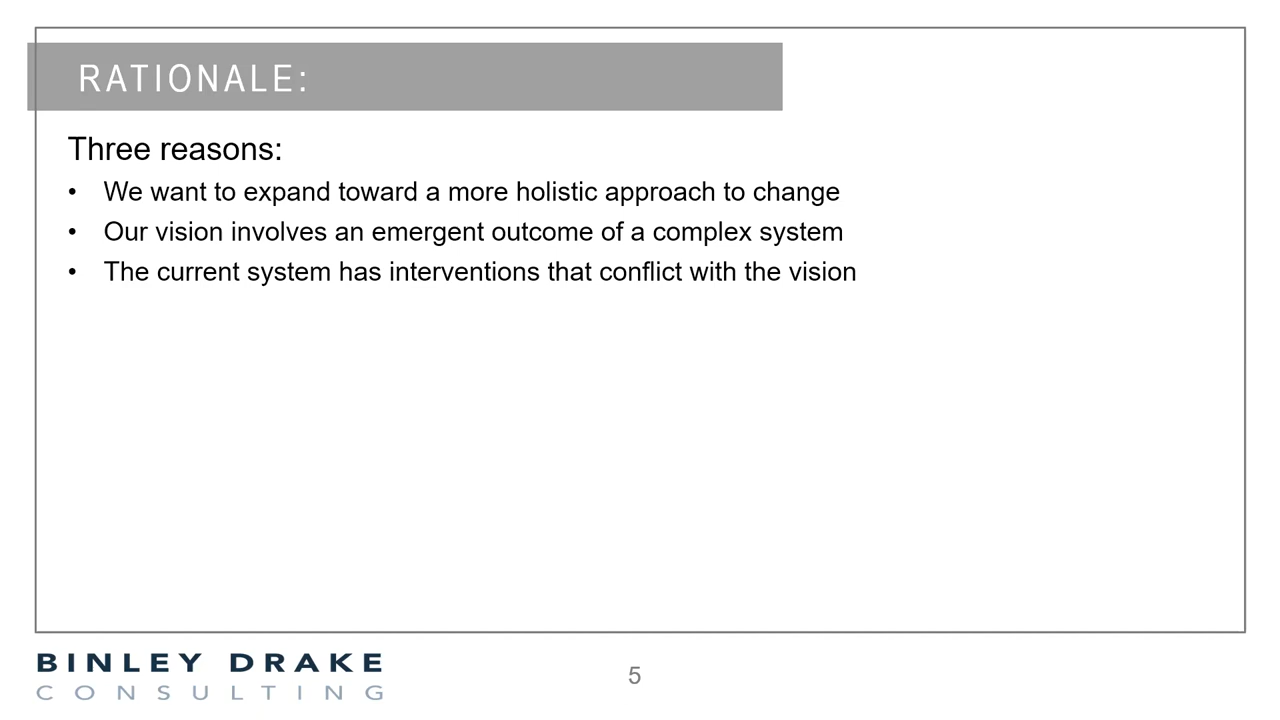 RATIONALE:
Three reasons:
• We want to expand toward a more holistic approach to change
• Our vision involves an emergent outcome of a complex system
• The current system has interventions that conflict with the vision
BINLEY DRAKE
CONSULTING
5